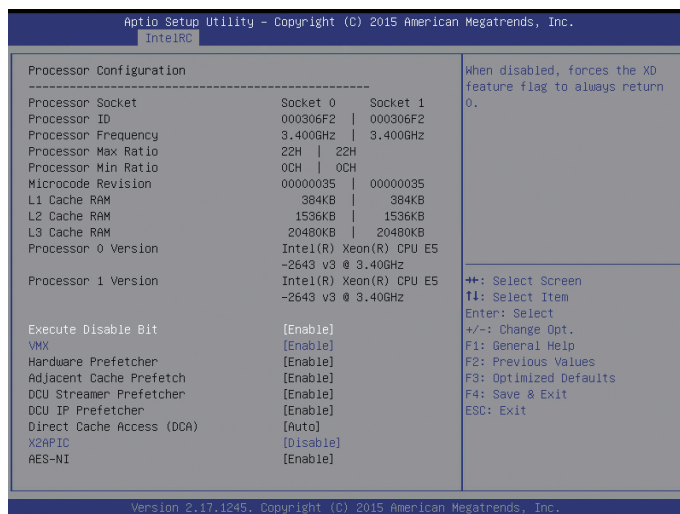 Aptio Setup Utility – Copyright (C) 2015 American Megatrends, Inc.
IntelRC
Processor Configuration
--------------------------------------------------
Processor Socket Socket 0 Socket 1
Processor ID 000306F2 | 000306F2
Processor Frequency 3.400GHz | 3.400GHz
Processor Max Ratio 22H | 22H
Processor Min Ratio 0CH | 0CH
Microcode Revision 00000035 | 00000035
L1 Cache RAM 384KB | 384KB
L2 Cache RAM 1536KB | 1536KB
L3 Cache RAM 20480KB | 20480KB
Processor 0 Version Intel(R) Xeon(R) CPU E5
-2643 v3 @ 3.40GHz
Processor 1 Version Intel(R) Xeon(R) CPU E5
-2643 v3 @ 3.40GHz
Execute Disable Bit [Enable]
VMX [Enable]
Hardware Prefetcher [Enable]
Adjacent Cache Prefetch [Enable]
DCU Streamer Prefetcher [Enable]
DCU IP Prefetcher [Enable]
Direct Cache Access (DCA) [Auto]
X2APIC [Disable]
AES-NI [Enable]
When disabled, forces the XD
feature flag to always return
0.
→←: Select Screen
↑↓: Select Item
Enter: Select
+/-: Change Opt.
F1: General Help
F2: Previous Values
F3: Optimized Defaults
F4: Save & Exit
ESC: Exit
Version 2.17.1245. Copyright (C) 2015 American Megatrends, Inc.